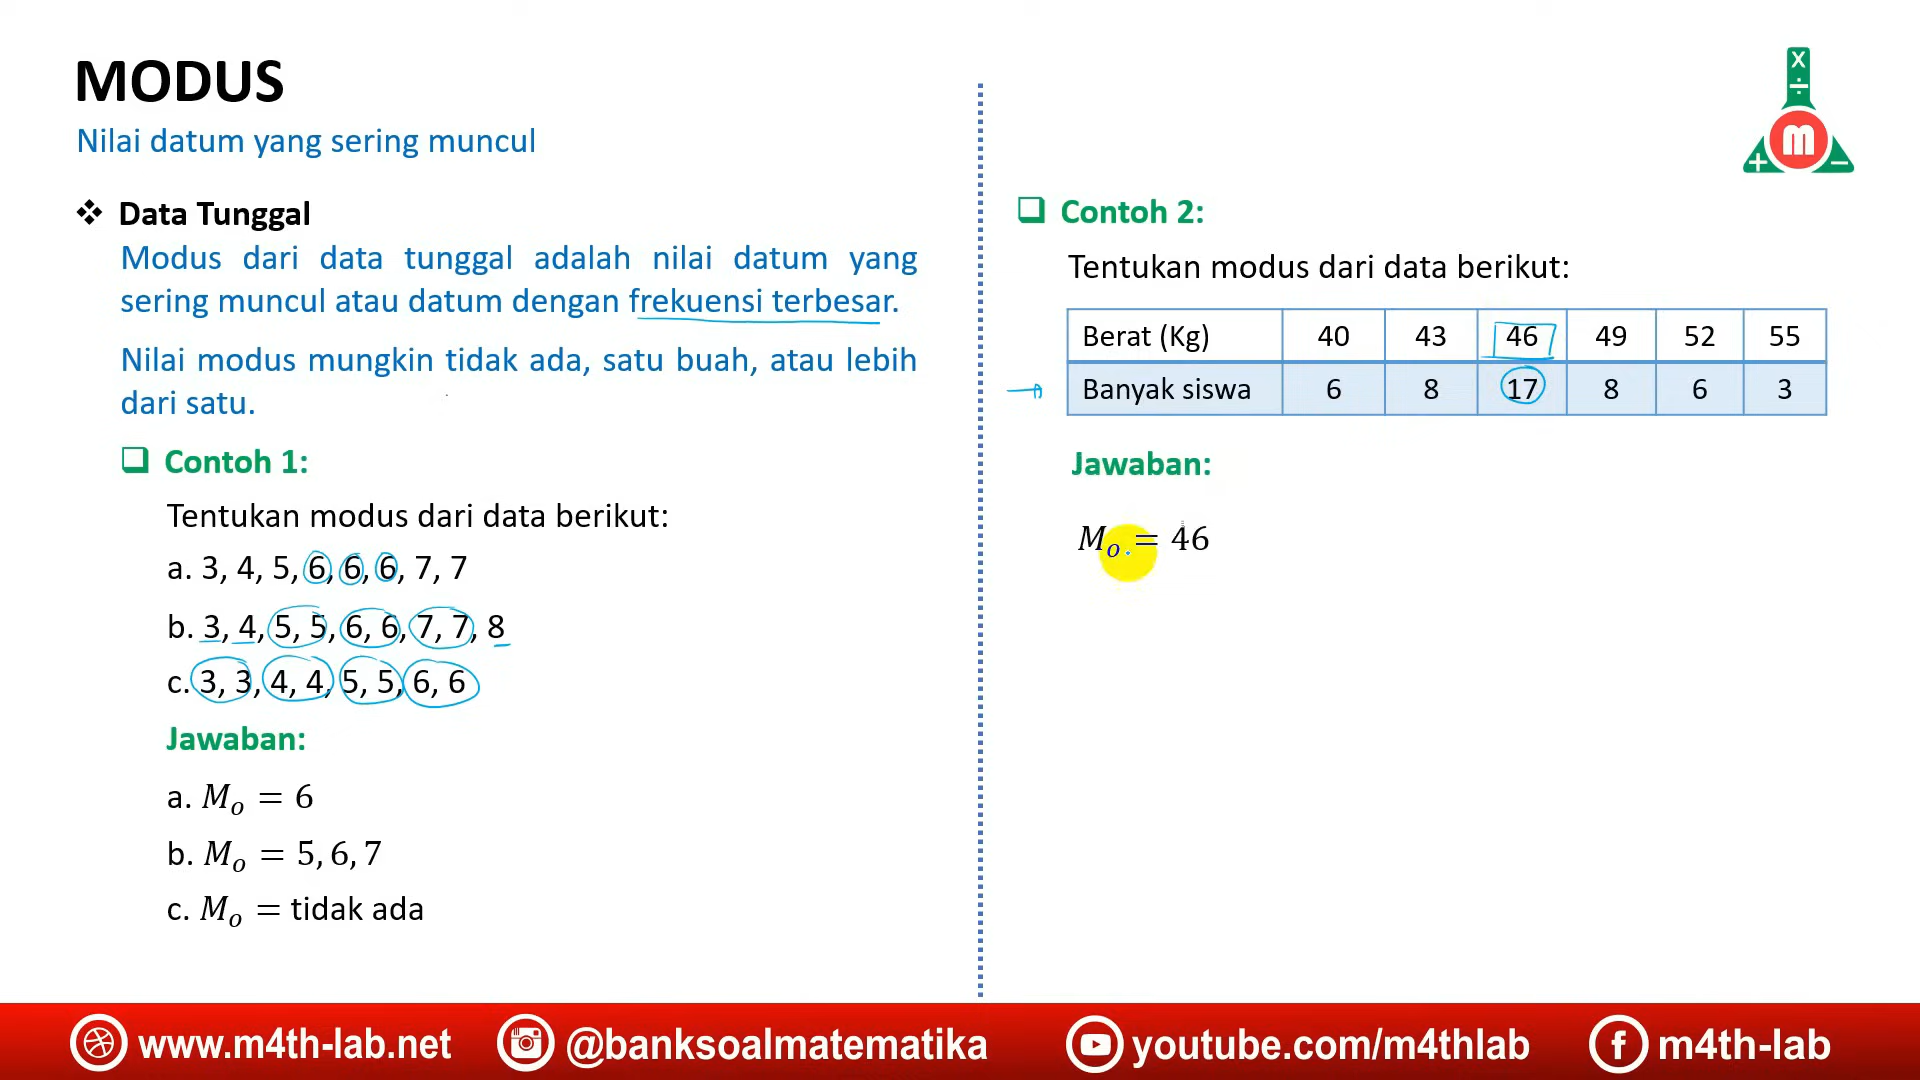 MODUS
Nilai datum yang sering muncul
❖ Data Tunggal
Modus dari data tunggal adalah nilai datum yang
sering muncul atau datum dengan frekuensi terbesar.
Nilai modus mungkin tidak ada, satu buah, atau lebih
dari satu.
❑ Contoh 1:
Tentukan modus dari data berikut:
a. 3, 4, 5, 6, 6, 6, 7, 7
b. 3, 4, 5, 5, 6, 6, 7, 7, 8
c. 3, 3, 4, 4, 5, 5, 6, 6
Jawaban:
a. Mₒ = 6
b. Mₒ = 5, 6, 7
c. Mₒ = tidak ada
x
÷
m
+ −
❑ Contoh 2:
Tentukan modus dari data berikut:
Berat (Kg) 40 43 46 49 52 55
Banyak siswa 6 8 17 8 6 3
Jawaban:
Mₒ = 46
www.m4th-lab.net @banksoalmatematika youtube.com/m4thlab f m4th-lab